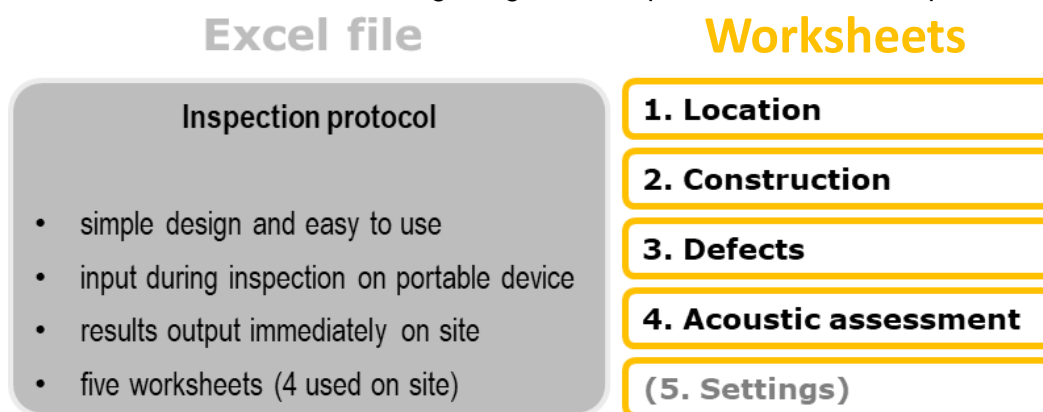 Excel file
Worksheets
Inspection protocol
• simple design and easy to use
• input during inspection on portable device
• results output immediately on site
• five worksheets (4 used on site)
1. Location
2. Construction
3. Defects
4. Acoustic assessment
(5. Settings)